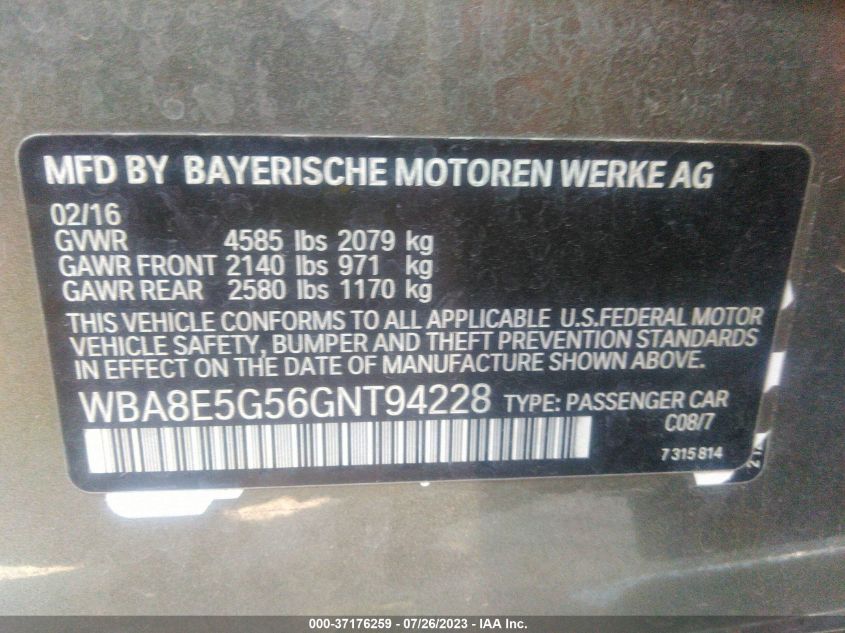 MFD BY BAYERISCHE MOTOREN WERKE AG
02/16
GVWR 4585 lbs 2079 kg
GAWR FRONT 2140 lbs 971 kg
GAWR REAR 2580 lbs 1170 kg
THIS VEHICLE CONFORMS TO ALL APPLICABLE U.S.FEDERAL MOTOR
VEHICLE SAFETY, BUMPER AND THEFT PREVENTION STANDARDS
IN EFFECT ON THE DATE OF MANUFACTURE SHOWN ABOVE.
WBA8E5G56GNT94228 TYPE: PASSENGER CAR
C08/7
7 315 814
000-37176259 - 07/26/2023 - IAA Inc.